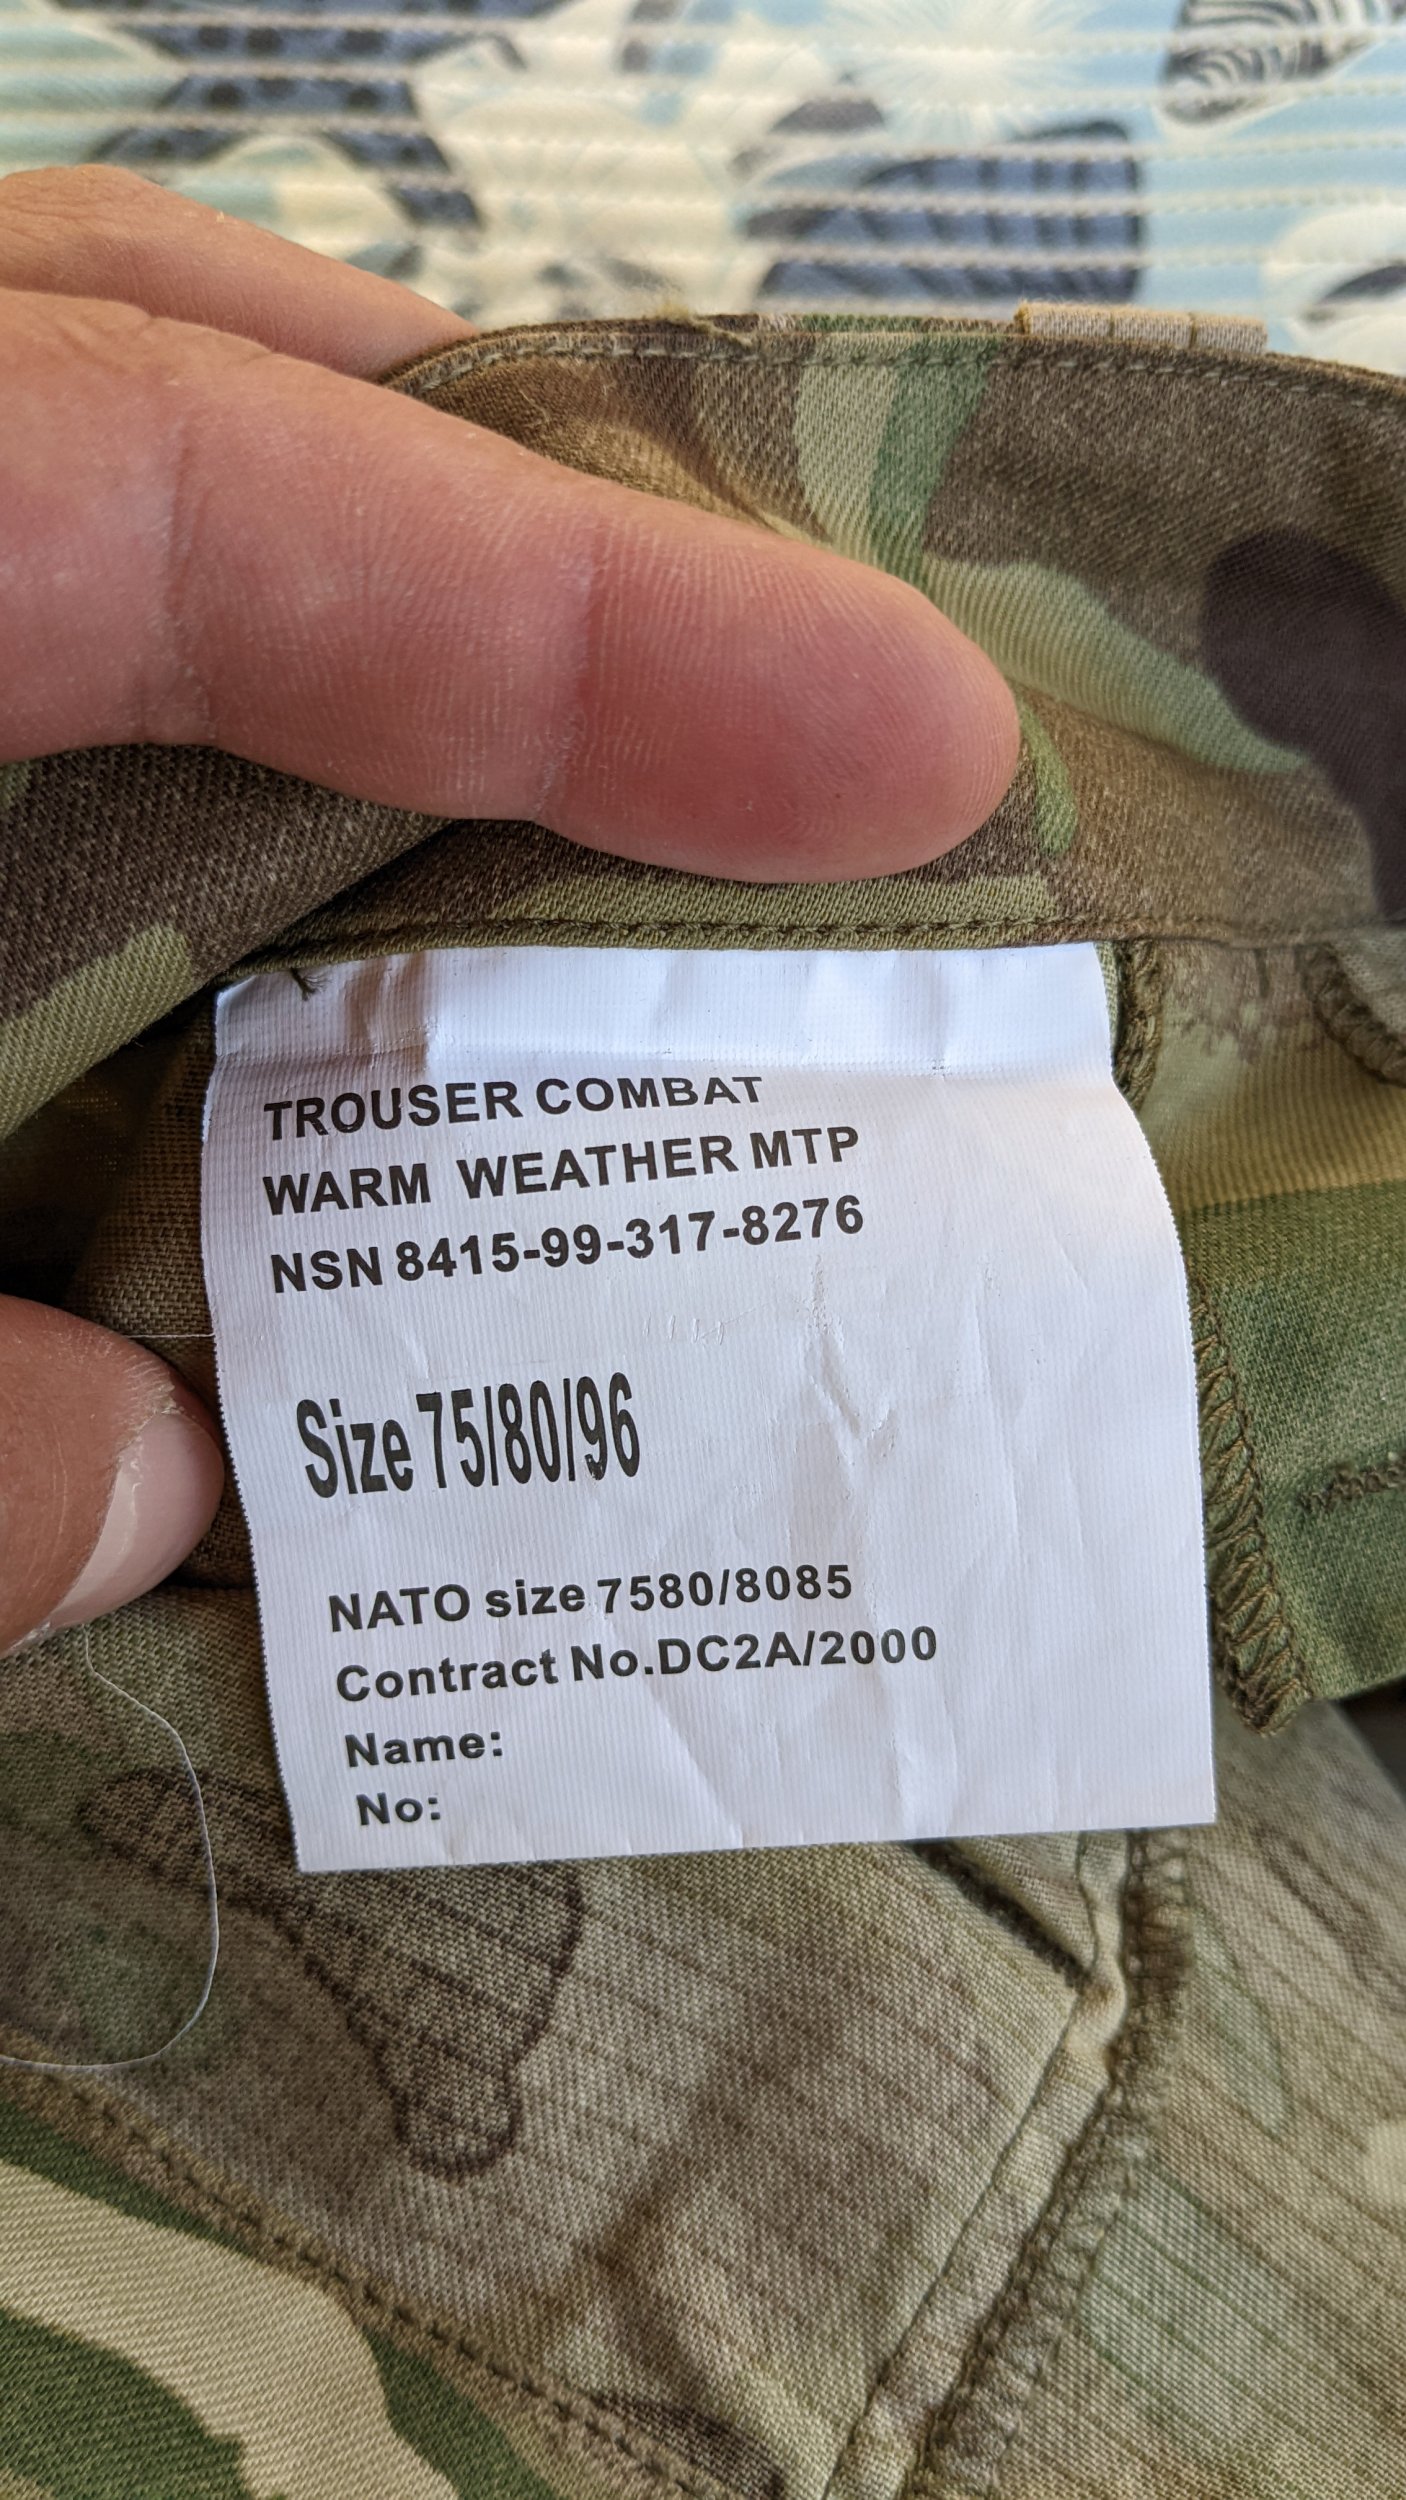 TROUSER COMBAT
WARM WEATHER MTP
NSN 8415-99-317-8276
Size 75/80/96
NATO size 7580/8085
Contract No.DC2A/2000
Name:
No: